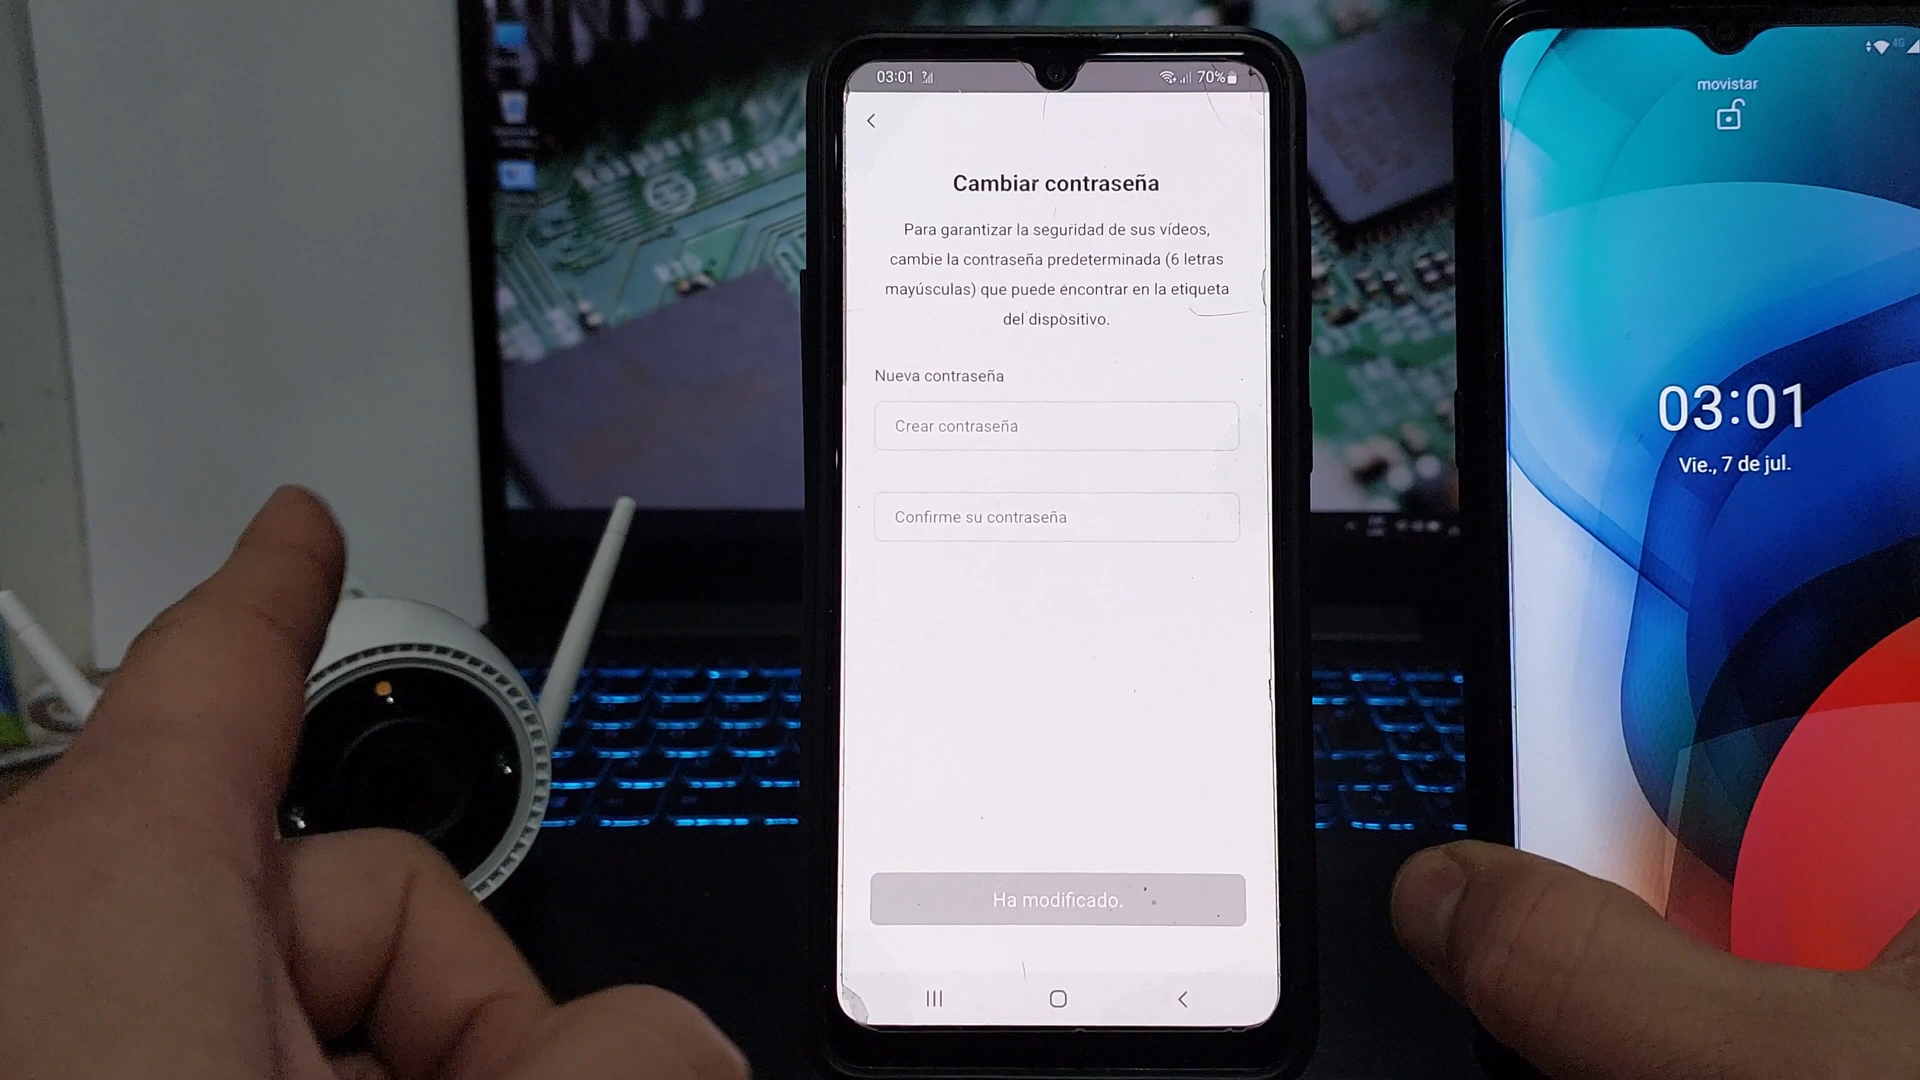 03:01
70%
Cambiar contraseña
Para garantizar la seguridad de sus vídeos,
cambie la contraseña predeterminada (6 letras
mayúsculas) que puede encontrar en la etiqueta
del dispositivo.
Nueva contraseña
Crear contraseña
Confirme su contraseña
Ha modificado.
4G
movistar
03:01
Vie., 7 de jul.